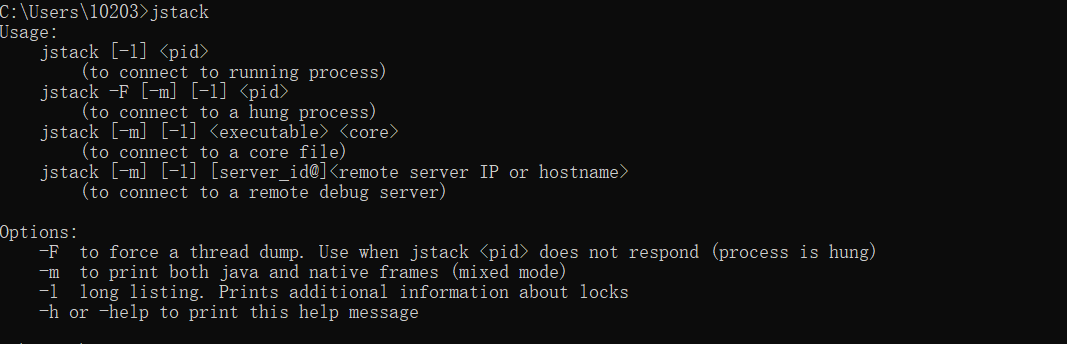 C:\Users\10203>jstack
Usage:
    jstack [-l] <pid>
        (to connect to running process)
    jstack -F [-m] [-l] <pid>
        (to connect to a hung process)
    jstack [-m] [-l] <executable> <core>
        (to connect to a core file)
    jstack [-m] [-l] [server_id@]<remote server IP or hostname>
        (to connect to a remote debug server)

Options:
    -F  to force a thread dump. Use when jstack <pid> does not respond (process is hung)
    -m  to print both java and native frames (mixed mode)
    -l  long listing. Prints additional information about locks
    -h or -help to print this help message